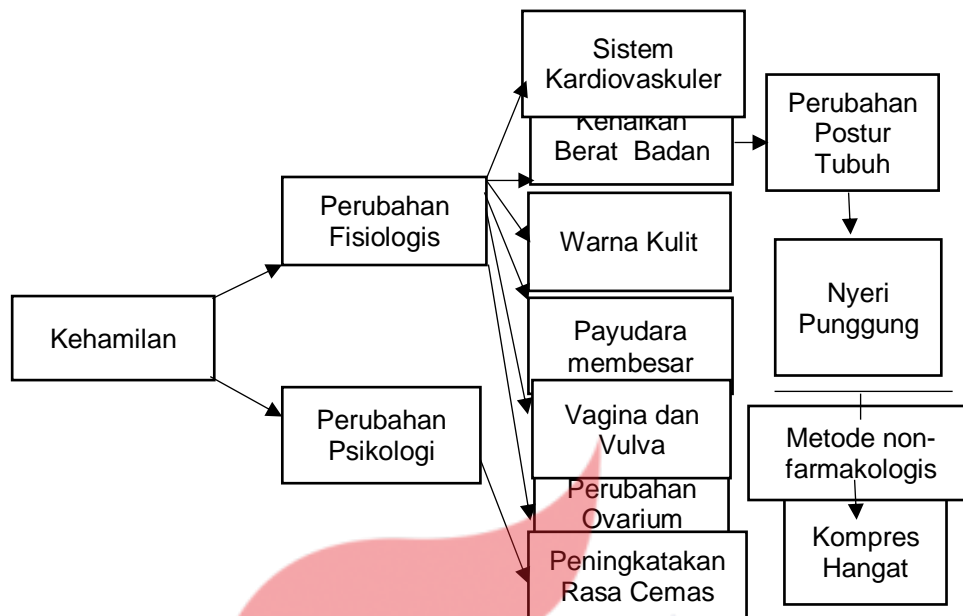 Sistem
Kardiovaskuler
Kenaikan
Berat Badan
Perubahan
Postur
Tubuh
Perubahan
Fisiologis
Warna Kulit
Nyeri
Punggung
Kehamilan
Payudara
membesar
Perubahan
Psikologi
Vagina dan
Vulva
Metode non-
farmakologis
Perubahan
Ovarium
Kompres
Hangat
Peningkatakan
Rasa Cemas